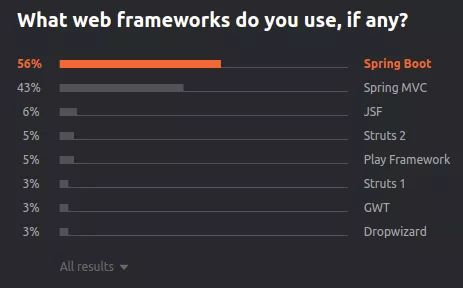 What web frameworks do you use, if any?
56% Spring Boot
43% Spring MVC
6% JSF
5% Struts 2
5% Play Framework
3% Struts 1
3% GWT
3% Dropwizard
All results